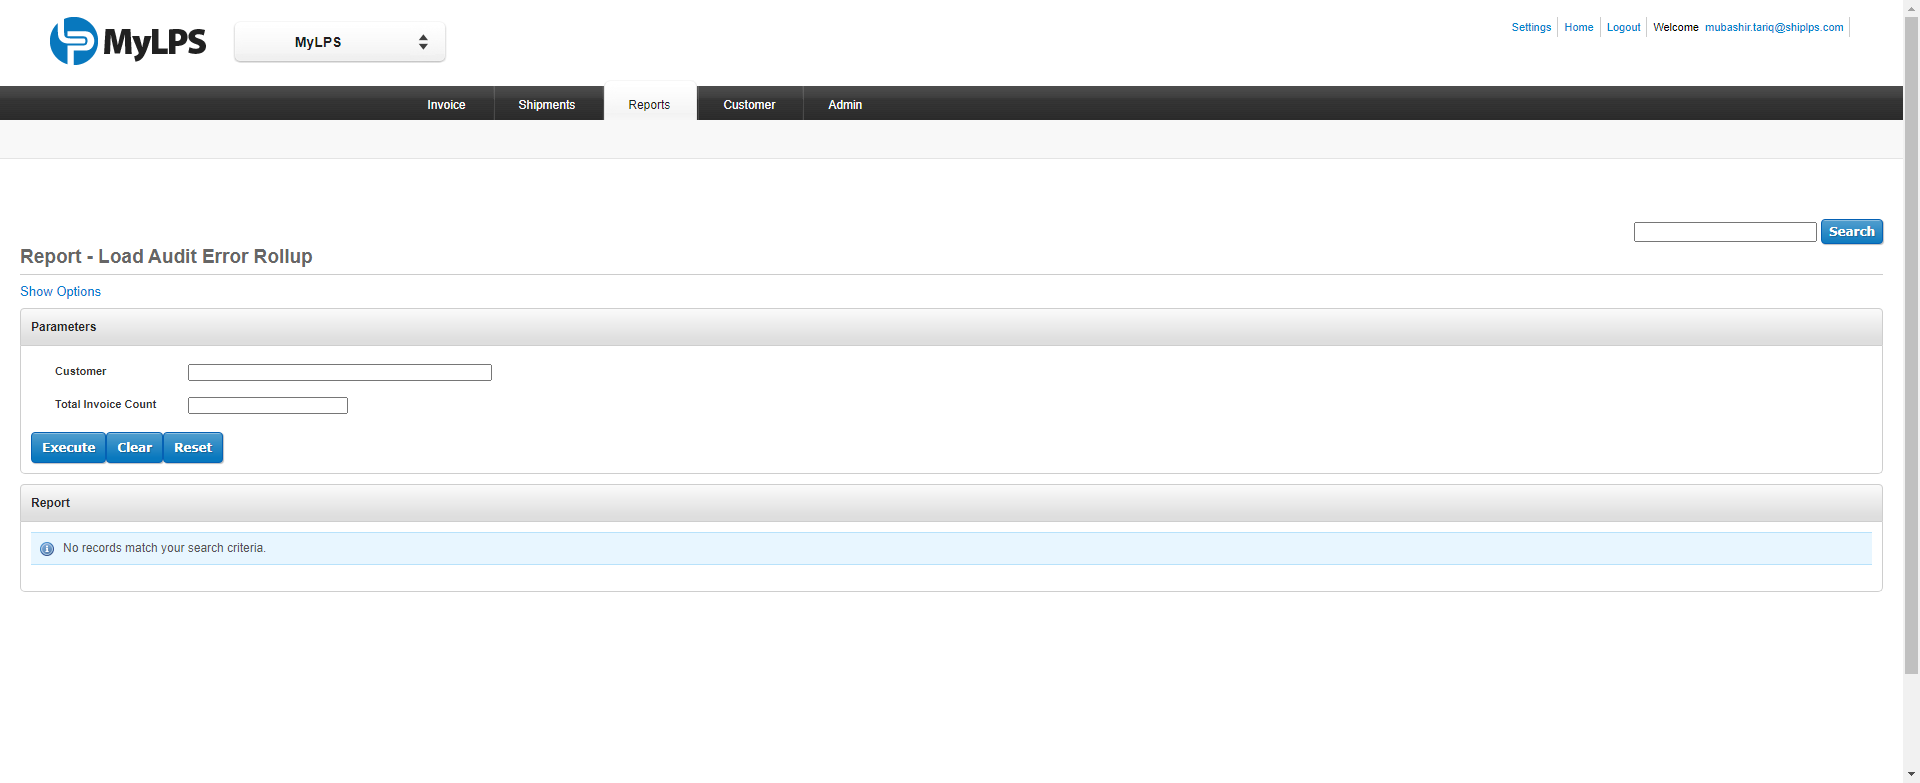 MyLPS
MyLPS
Settings
Home
Logout
Welcome mubashir.tariq@shiplps.com
Invoice
Shipments
Reports
Customer
Admin
Search
Report - Load Audit Error Rollup
Show Options
Parameters
Customer
Total Invoice Count
Execute
Clear
Reset
Report
No records match your search criteria.